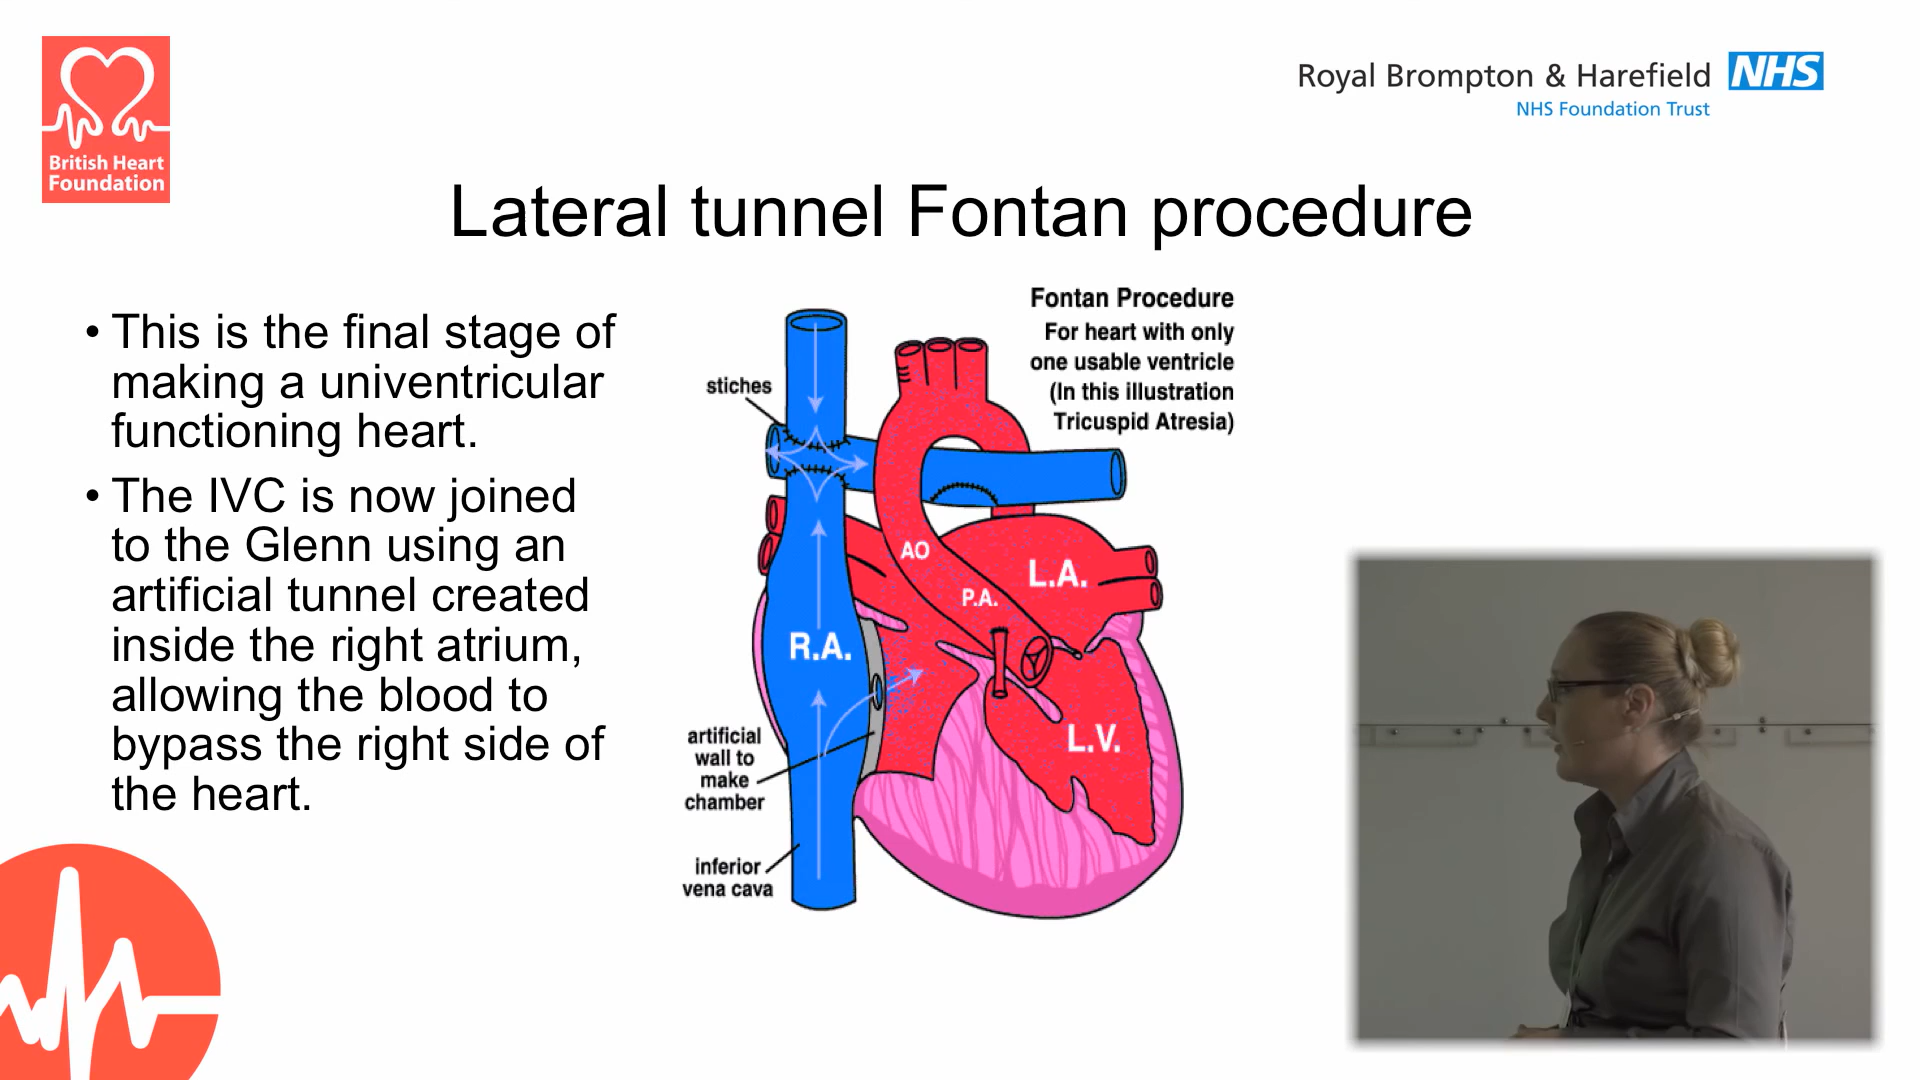 British Heart
Foundation
Royal Brompton & Harefield NHS
NHS Foundation Trust
Lateral tunnel Fontan procedure
• This is the final stage of
making a univentricular
functioning heart.
• The IVC is now joined
to the Glenn using an
artificial tunnel created
inside the right atrium,
allowing the blood to
bypass the right side of
the heart.
Fontan Procedure
For heart with only
one usable ventricle
(In this illustration
Tricuspid Atresia)
stiches
AO
L.A.
P.A.
R.A.
L.V.
artificial
wall to
make
chamber
inferior
vena cava